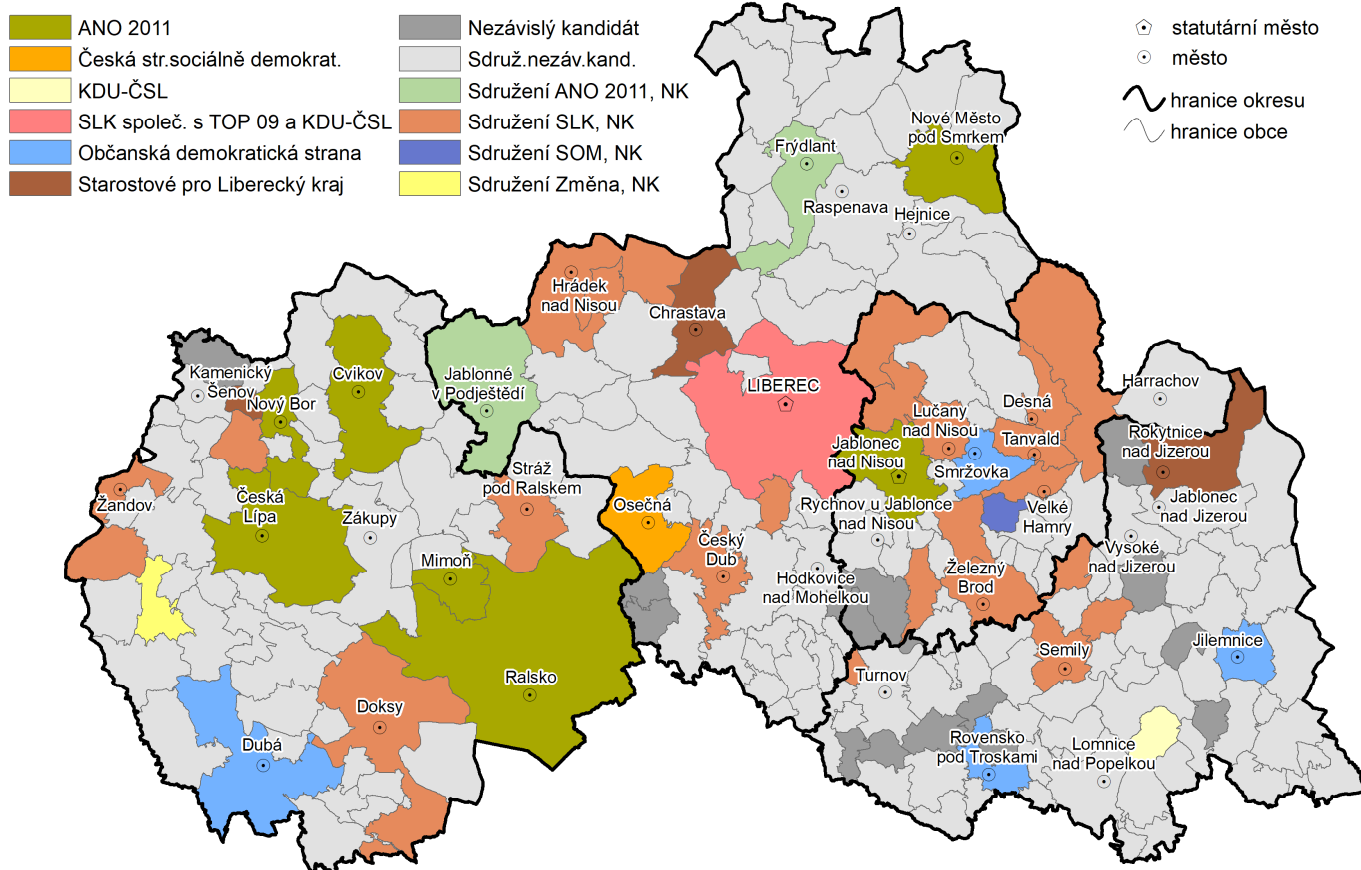 ANO 2011
Česká str.sociálně demokrat.
KDU-ČSL
SLK společ. s TOP 09 a KDU-ČSL
Občanská demokratická strana
Starostové pro Liberecký kraj
Nezávislý kandidát
Sdruž.nezáv.kand.
Sdružení ANO 2011, NK
Sdružení SLK, NK
Sdružení SOM, NK
Sdružení Změna, NK
statutární město
město
hranice okresu
hranice obce
Nové Město
pod Smrkem
Frýdlant
Raspenava
Hejnice
Hrádek
nad Nisou
Chrastava
Kamenický
Šenov
Nový Bor
Cvikov
Jablonné
v Podještědí
LIBEREC
Harrachov
Desná
Lučany
nad Nisou
Tanvald
Rokytnice
nad Jizerou
Jablonec
nad Nisou
Smržovka
Stráž
pod Ralskem
Žandov
Česká
Lípa
Zákupy
Osečná
Rychnov u Jablonce
nad Nisou
Velké
Hamry
Jablonec
nad Jizerou
Vysoké
nad Jizerou
Český
Dub
Mimoň
Hodkovice
nad Mohelkou
Železný
Brod
Semily
Jilemnice
Turnov
Ralsko
Doksy
Dubá
Rovensko
pod Troskami
Lomnice
nad Popelkou